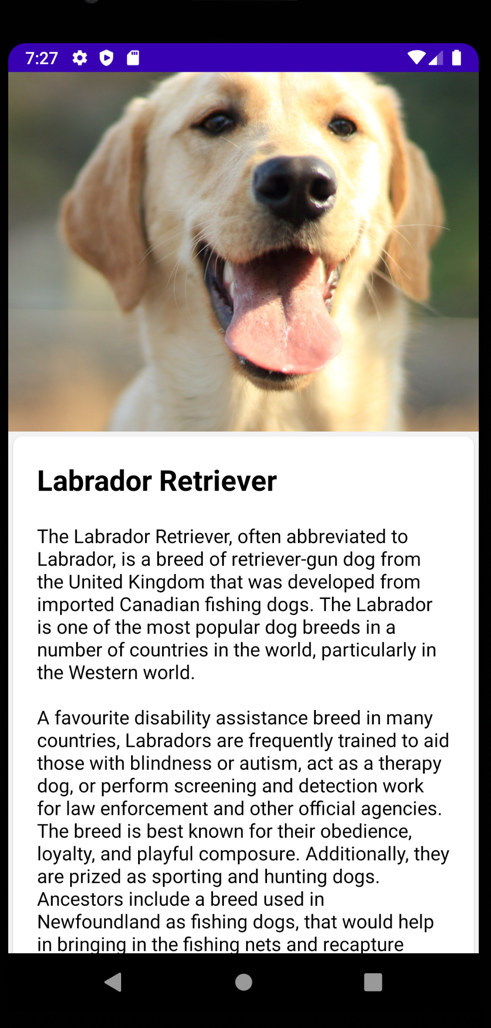 7:27
Labrador Retriever
The Labrador Retriever, often abbreviated to
Labrador, is a breed of retriever-gun dog from
the United Kingdom that was developed from
imported Canadian fishing dogs. The Labrador
is one of the most popular dog breeds in a
number of countries in the world, particularly in
the Western world.
A favourite disability assistance breed in many
countries, Labradors are frequently trained to aid
those with blindness or autism, act as a therapy
dog, or perform screening and detection work
for law enforcement and other official agencies.
The breed is best known for their obedience,
loyalty, and playful composure. Additionally, they
are prized as sporting and hunting dogs.
Ancestors include a breed used in
Newfoundland as fishing dogs, that would help
in bringing in the fishing nets and recapture